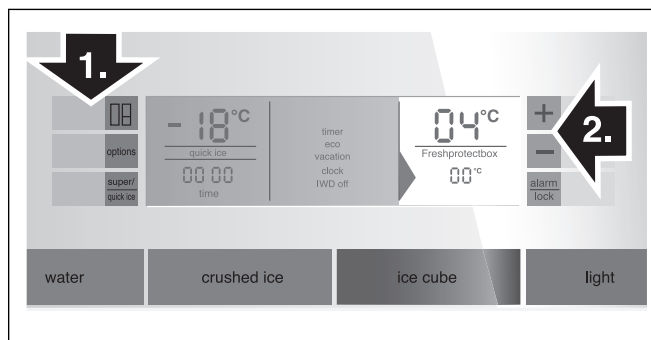 1.
- 18°C
quick ice
00 00
time
timer
eco
vacation
clock
IWD off
04°C
Freshprotectbox
00°C
options
super/
quick ice
+
-
alarm
lock
2.
water
crushed ice
ice cube
light